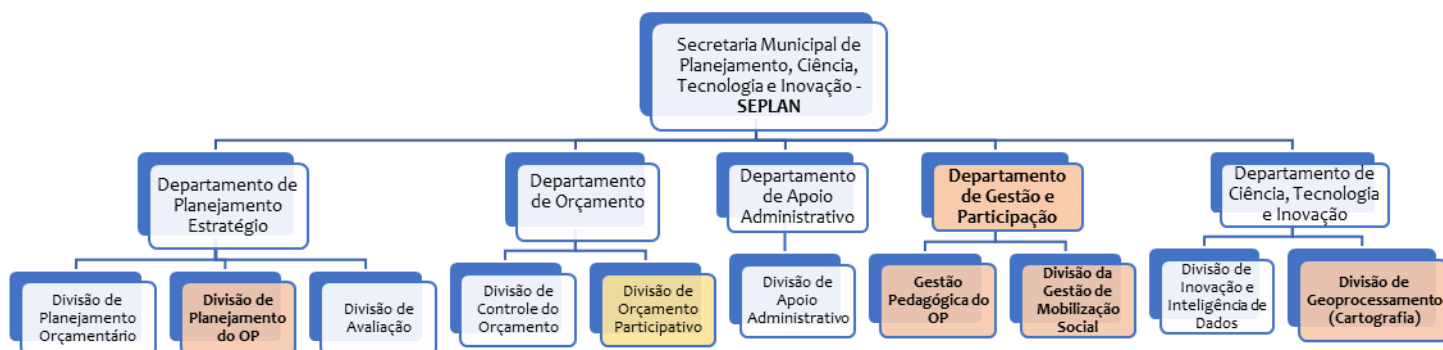 Secretaria Municipal de
Planejamento, Ciência,
Tecnologia e Inovação -
SEPLAN
Departamento de
Planejamento
Estratégio
Departamento
de Orçamento
Departamento
de Apoio
Administrativo
Departamento
de Gestão e
Participação
Departamento de
Ciência, Tecnologia
e Inovação
Divisão de
Planejamento
Orçamentário
Divisão de
Planejamento
do OP
Divisão de
Avaliação
Divisão de
Controle do
Orçamento
Divisão de
Orçamento
Participativo
Divisão de
Apoio
Administrativo
Gestão
Pedagógica do
OP
Divisão da
Gestão de
Mobilização
Social
Divisão de
Inovação e
Inteligência de
Dados
Divisão de
Geoprocessamento
(Cartografia)